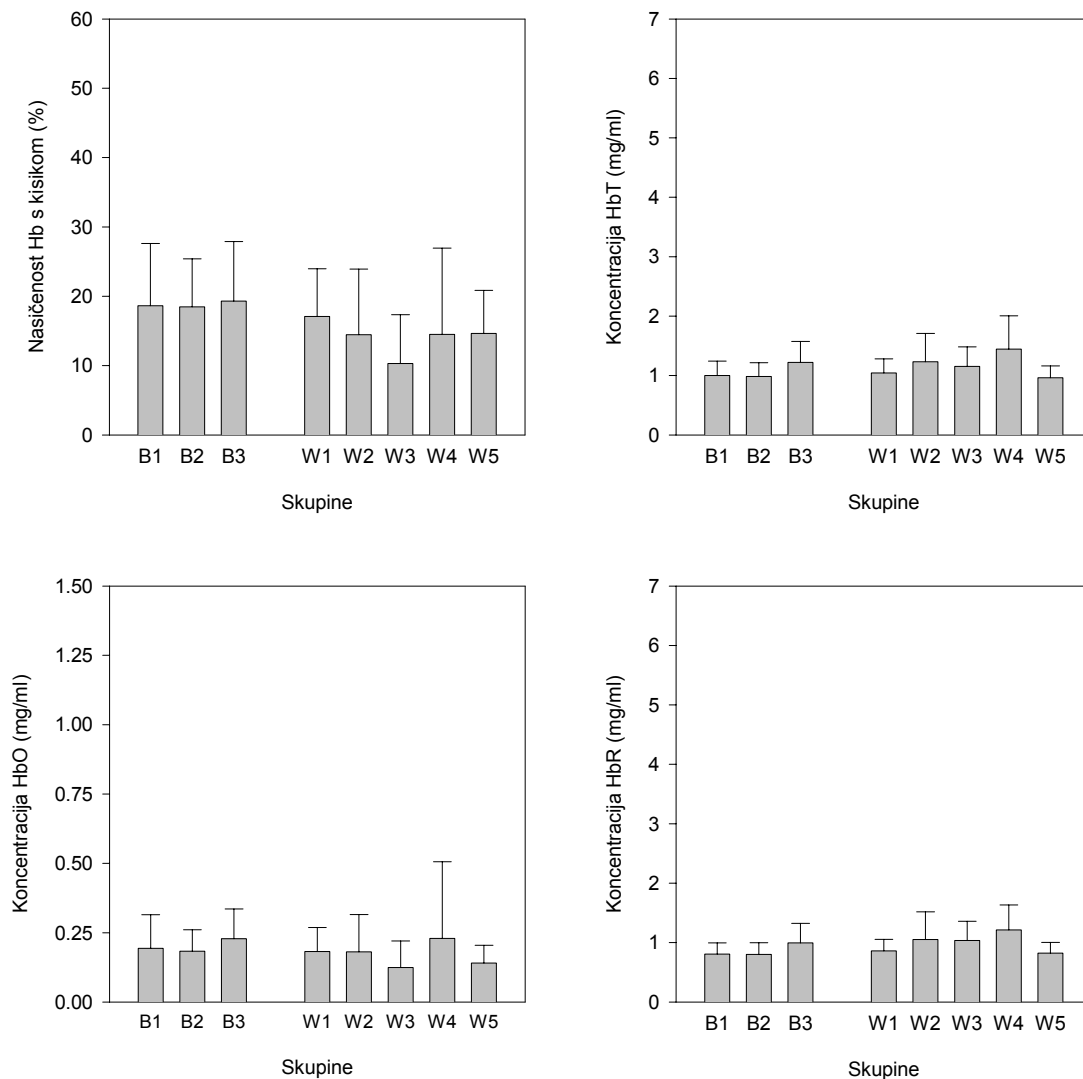 Nasičenost Hb s kisikom (%)
60
50
40
30
20
10
0
B1 B2 B3 W1 W2 W3 W4 W5
Skupine
Koncentracija HbT (mg/ml)
7
6
5
4
3
2
1
0
B1 B2 B3 W1 W2 W3 W4 W5
Skupine
Koncentracija HbO (mg/ml)
1.50
1.25
1.00
0.75
0.50
0.25
0.00
B1 B2 B3 W1 W2 W3 W4 W5
Skupine
Koncentracija HbR (mg/ml)
7
6
5
4
3
2
1
0
B1 B2 B3 W1 W2 W3 W4 W5
Skupine